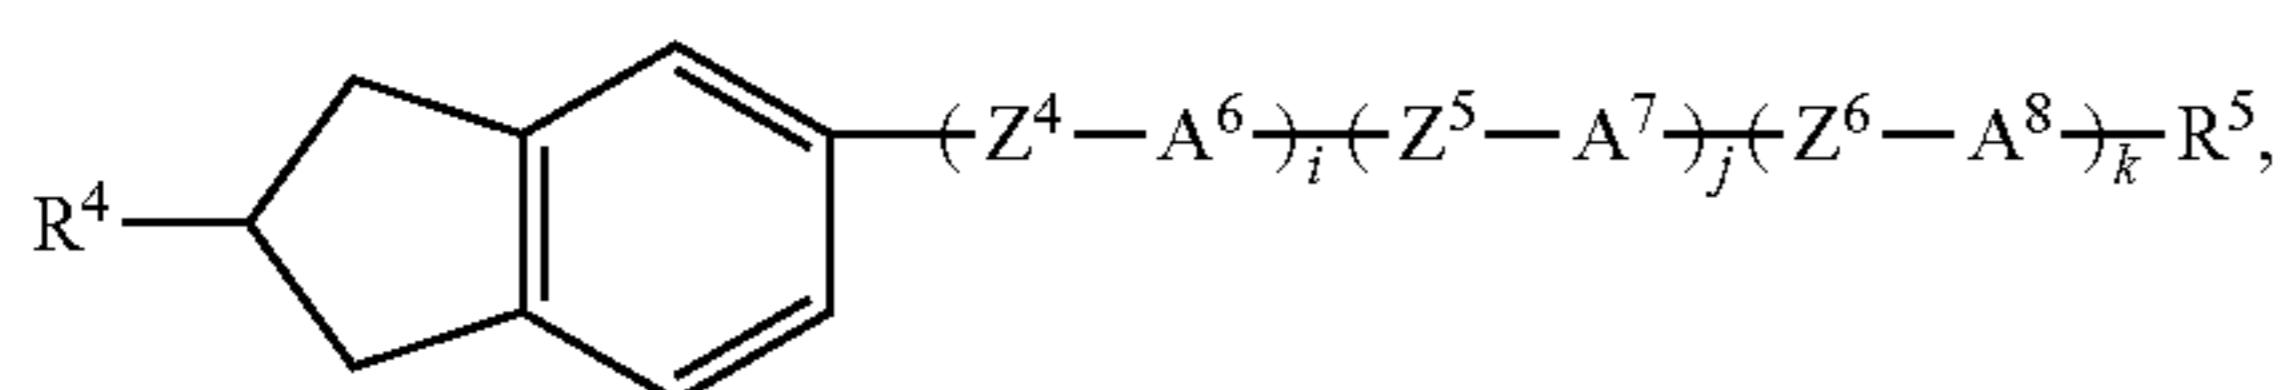 R⁴ (Z⁴—A⁶)ᵢ(Z⁵—A⁷)ⱼ(Z⁶—A⁸)ₖR⁵,